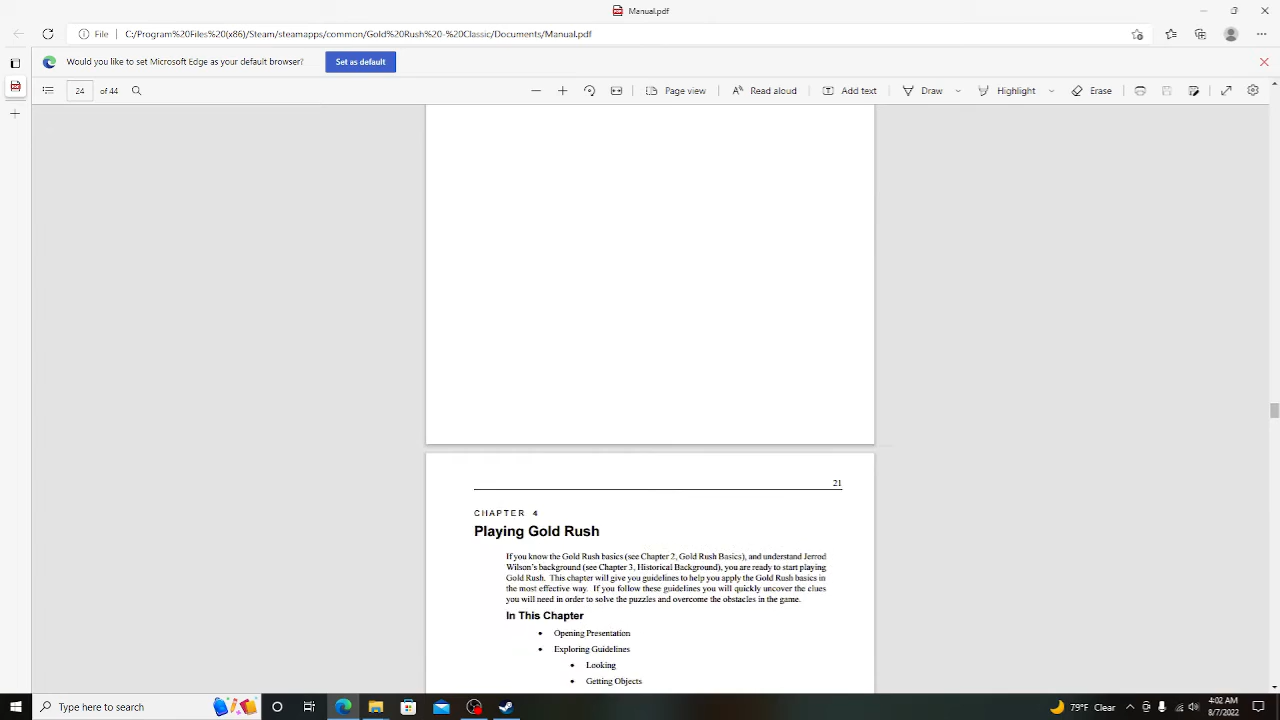 Manual.pdf
File
C:/Program%20Files%20(x86)/Steam/steamapps/common/Gold%20Rush%20-%20Classic/Documents/Manual.pdf
Would you like to set Microsoft Edge as your default browser?
Set as default
24 of 44
Page view
Read aloud
Add text
Draw
Highlight
Erase
21
CHAPTER 4
Playing Gold Rush
If you know the Gold Rush basics (see Chapter 2, Gold Rush Basics), and understand Jerrod
Wilson's background (see Chapter 3, Historical Background), you are ready to start playing
Gold Rush. This chapter will give you guidelines to help you apply the Gold Rush basics in
the most effective way. If you follow these guidelines you will quickly uncover the clues
you will need in order to solve the puzzles and overcome the obstacles in the game.
In This Chapter
• Opening Presentation
• Exploring Guidelines
• Looking
• Getting Objects
Type here to search
79°F Clear
4:02 AM
8/7/2022